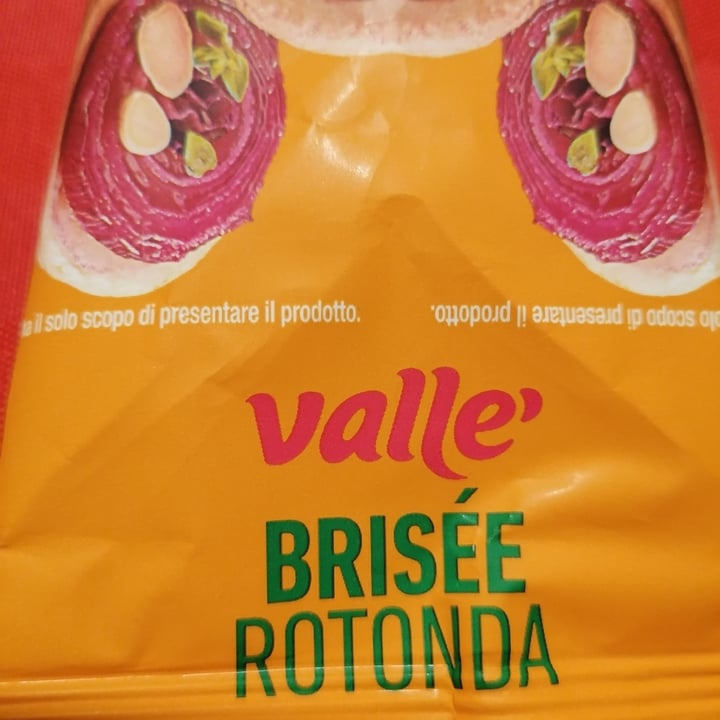 il solo scopo di presentare il prodotto.
scopo di presentare il prodotto.
valle'
BRISÉE
ROTONDA